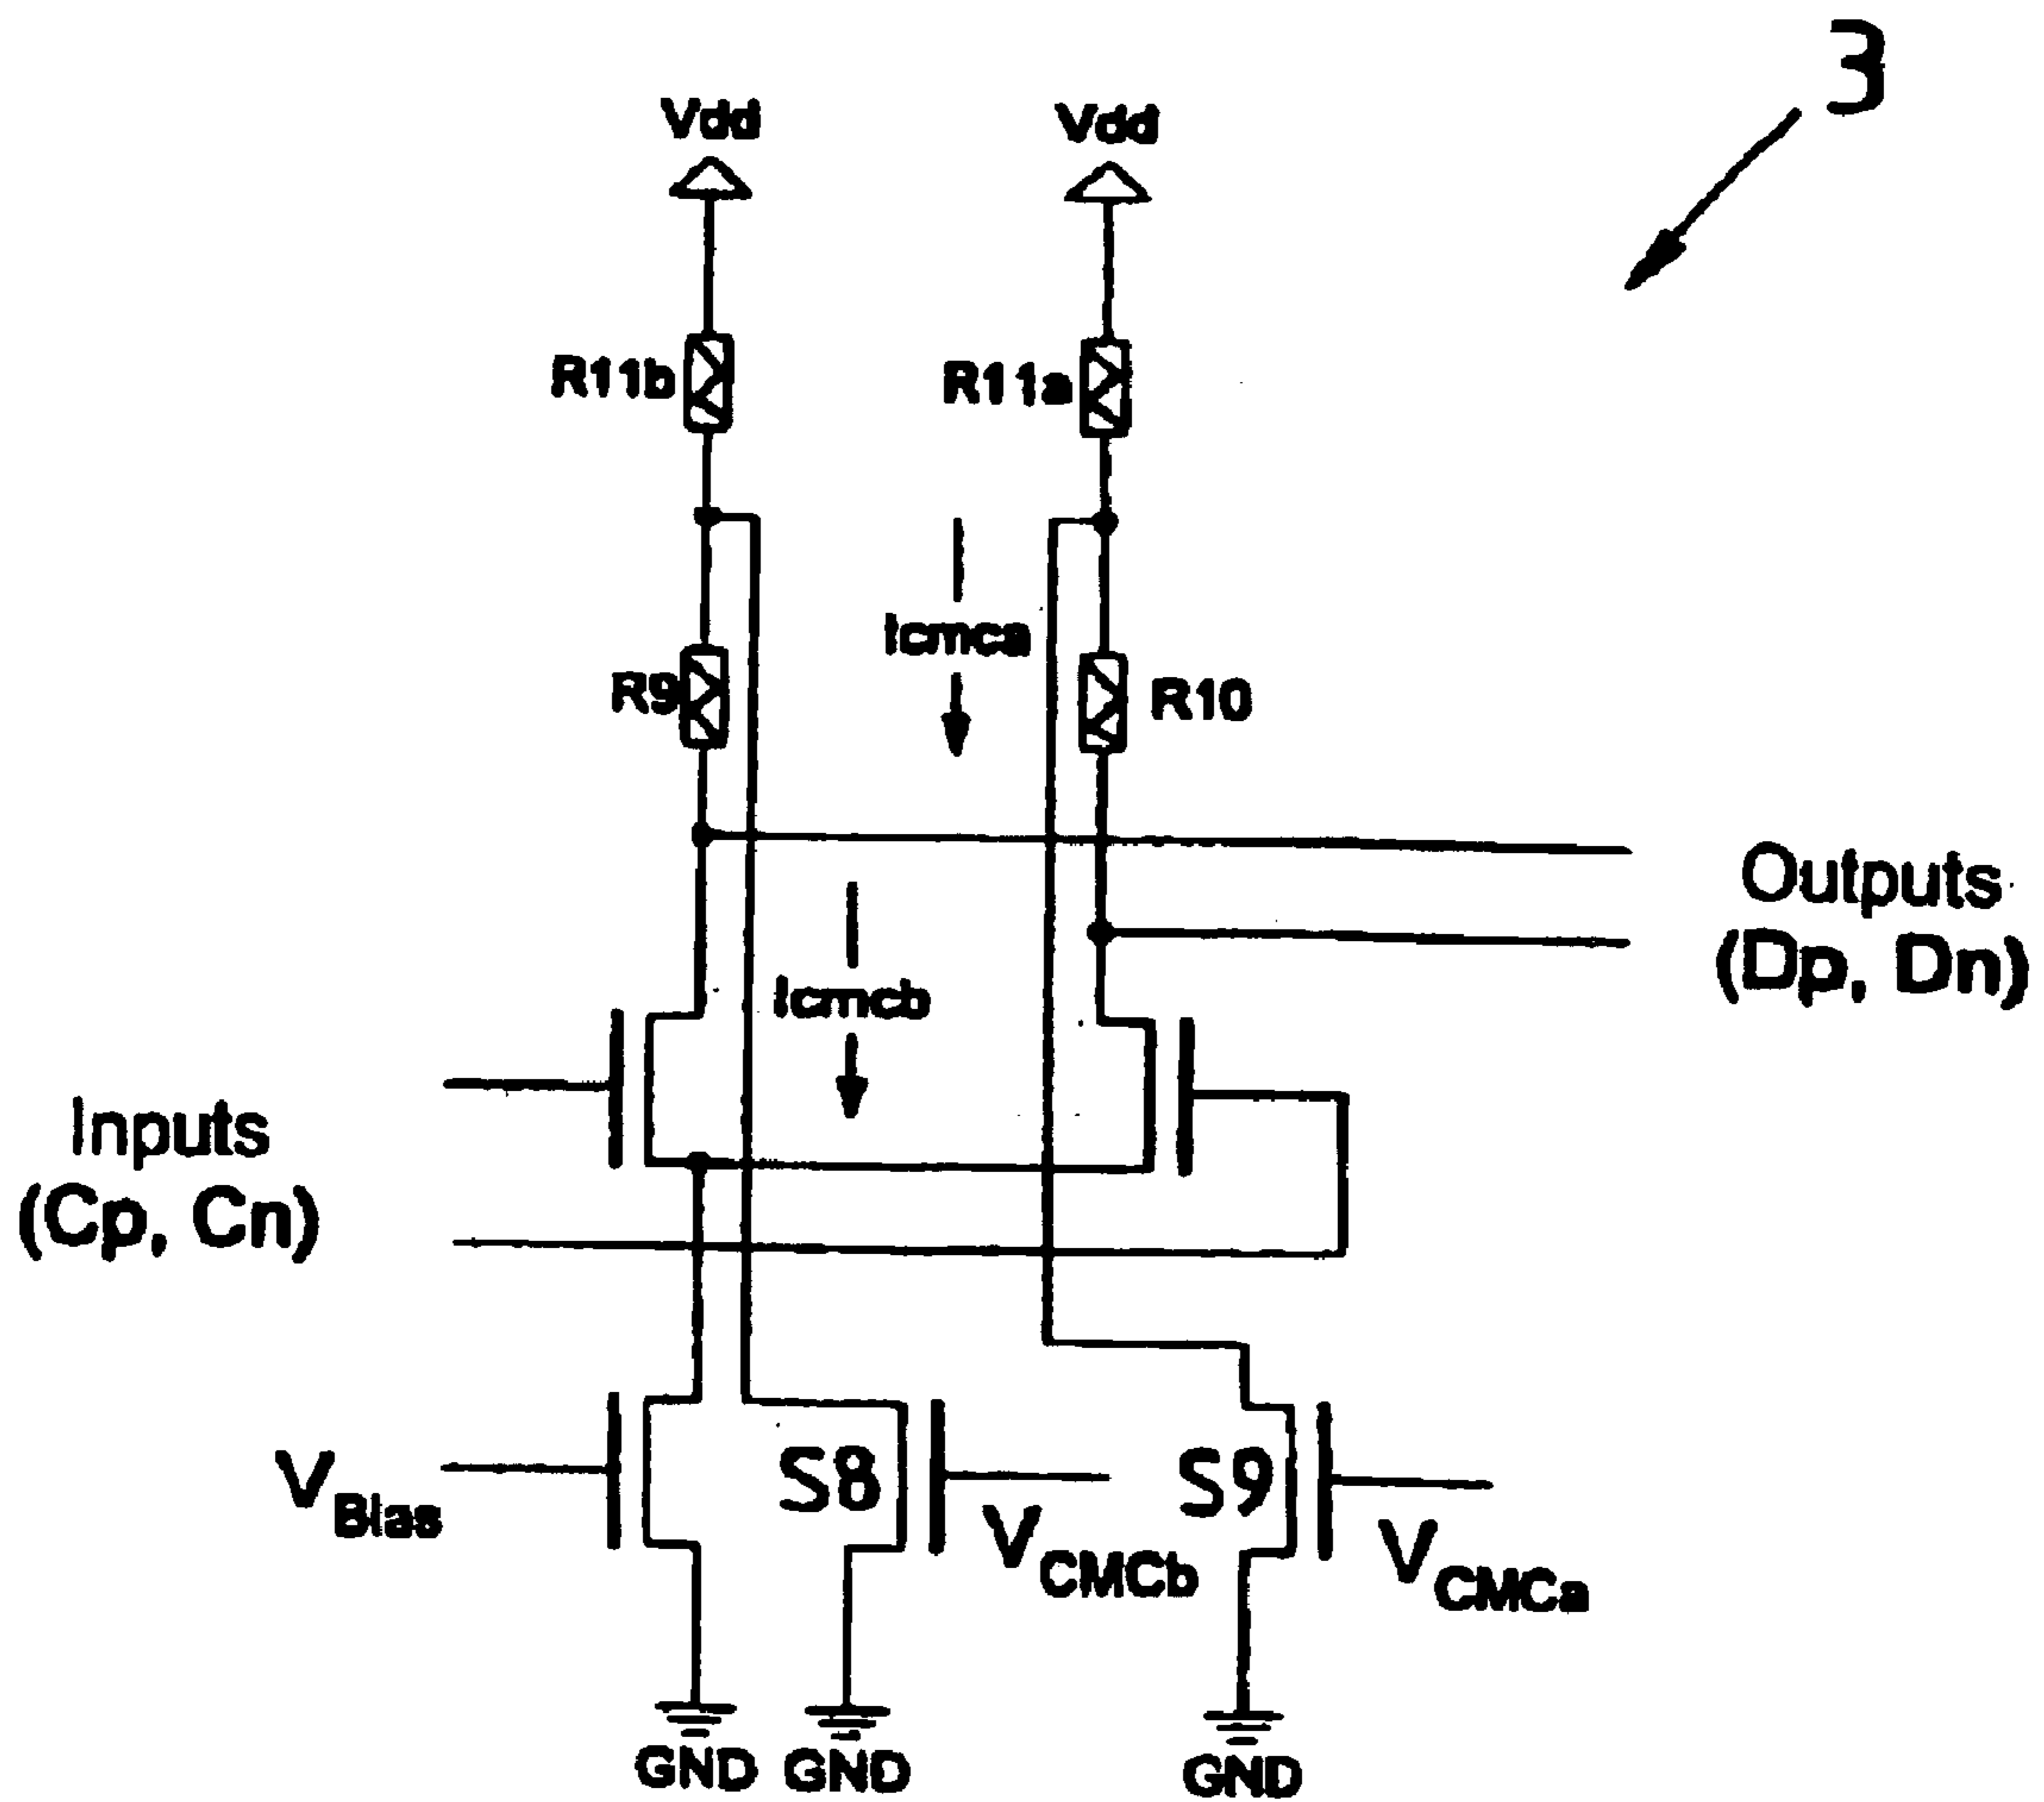 3
Vdd
Vdd
R11b
R11a
Icmca
R9
R10
Outputs
(Dp, Dn)
Icmcb
Inputs
(Cp, Cn)
VBias
S8
VCMCb
S9
VCMCa
GND
GND
GND